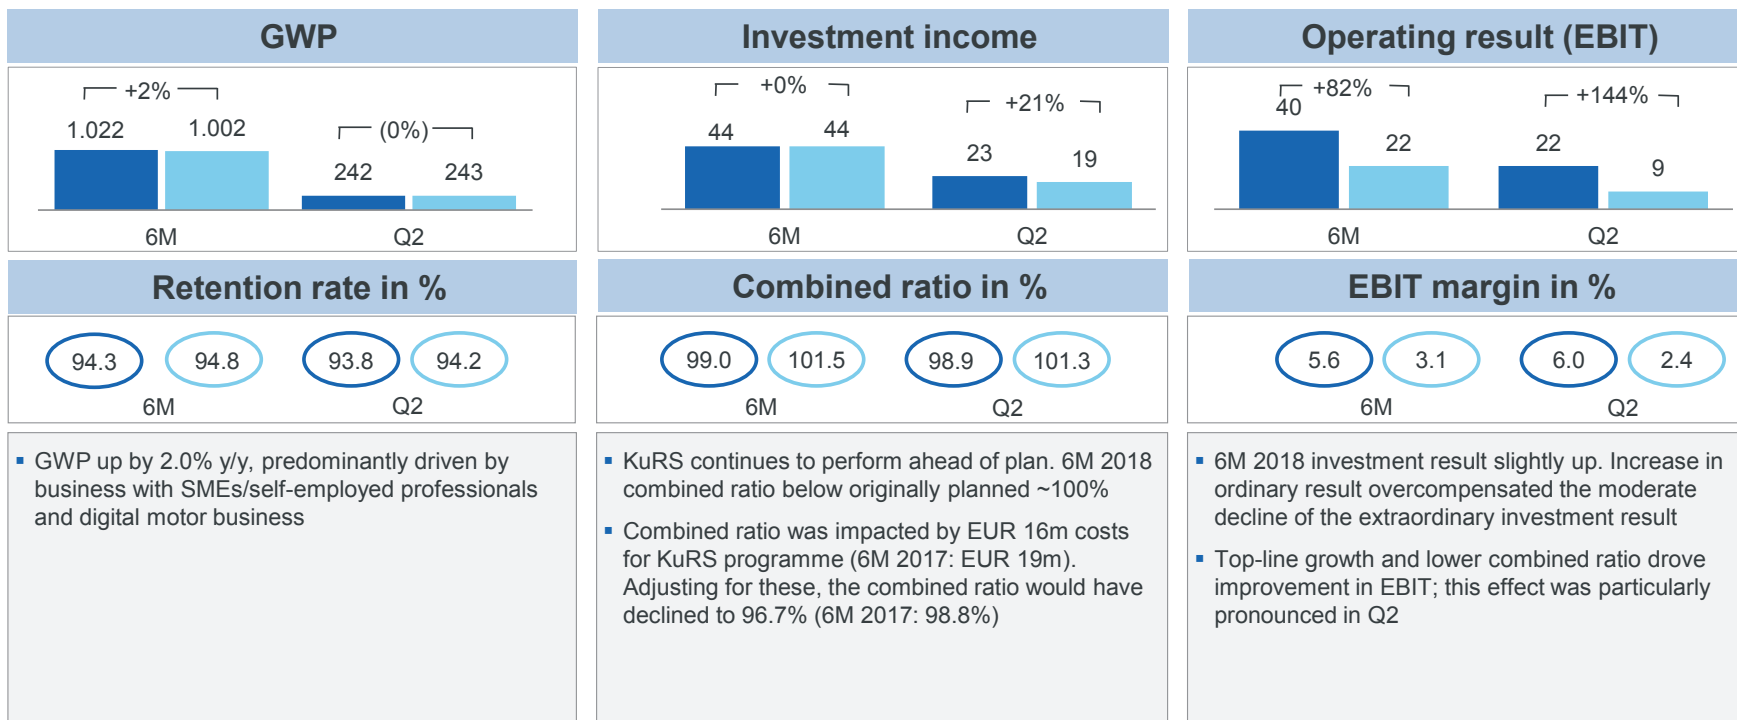 GWP
+2%
1.022
1.002
(0%)
242
243
6M
Q2
Investment income
+0%
44
44
+21%
23
19
6M
Q2
Operating result (EBIT)
+82%
40
22
+144%
22
9
6M
Q2
Retention rate in %
94.3
94.8
93.8
94.2
6M
Q2
Combined ratio in %
99.0
101.5
98.9
101.3
6M
Q2
EBIT margin in %
5.6
3.1
6.0
2.4
6M
Q2
▪ GWP up by 2.0% y/y, predominantly driven by
business with SMEs/self-employed professionals
and digital motor business
▪ KuRS continues to perform ahead of plan. 6M 2018
combined ratio below originally planned ~100%
▪ Combined ratio was impacted by EUR 16m costs
for KuRS programme (6M 2017: EUR 19m).
Adjusting for these, the combined ratio would have
declined to 96.7% (6M 2017: 98.8%)
▪ 6M 2018 investment result slightly up. Increase in
ordinary result overcompensated the moderate
decline of the extraordinary investment result
▪ Top-line growth and lower combined ratio drove
improvement in EBIT; this effect was particularly
pronounced in Q2